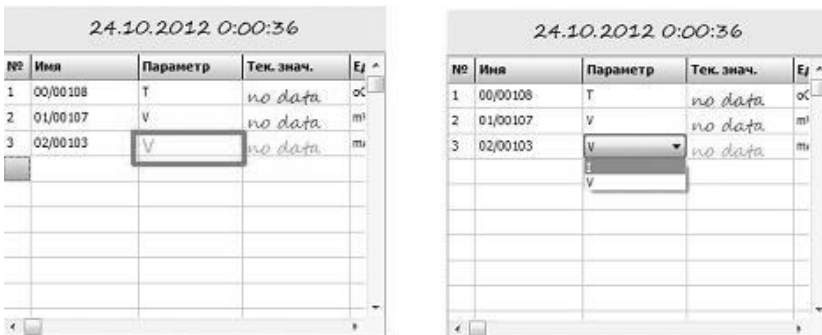 24.10.2012 0:00:36
№ Имя Параметр Тек. знач.
1 00/00108 T no data
2 01/00107 V no data
3 02/00103 V no data
24.10.2012 0:00:36
№ Имя Параметр Тек. знач.
1 00/00108 T no data
2 01/00107 V no data
3 02/00103 V no data
I
V